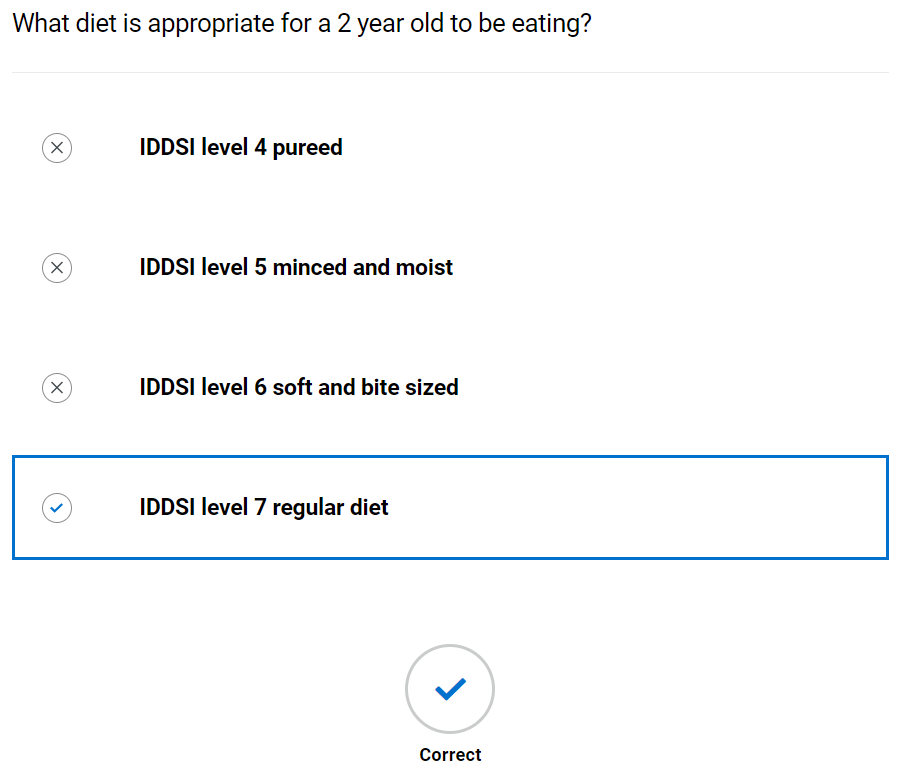 What diet is appropriate for a 2 year old to be eating?
IDDSI level 4 pureed
IDDSI level 5 minced and moist
IDDSI level 6 soft and bite sized
IDDSI level 7 regular diet
Correct